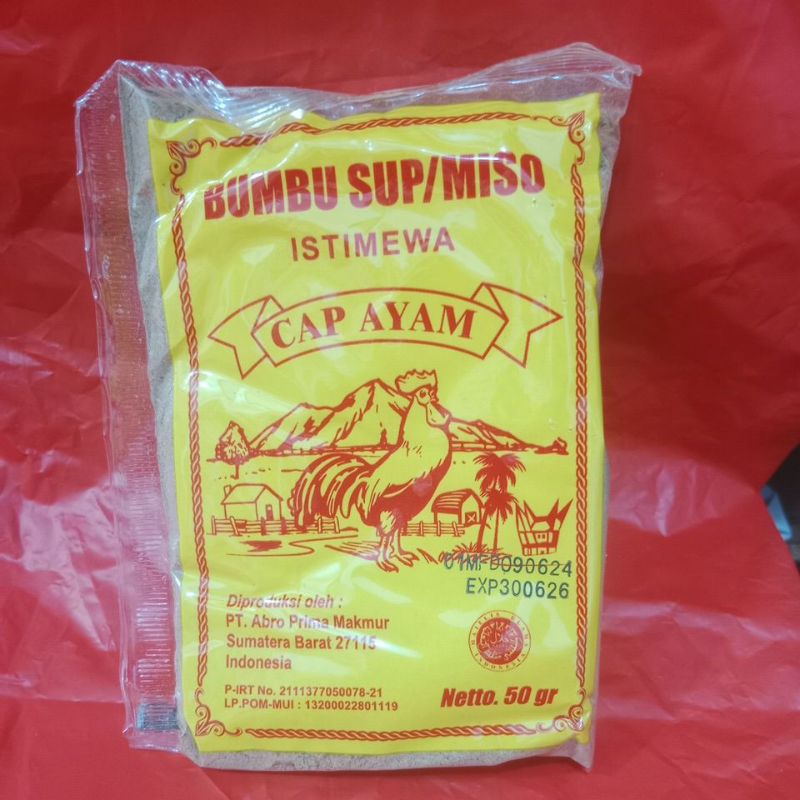 BUMBU SUP/MISO
ISTIMEWA
CAP AYAM
01MFD090624
EXP300626
Diproduksi oleh :
PT. Abro Prima Makmur
Sumatera Barat 27115
Indonesia
P-IRT No. 2111377050078-21
LP.POM-MUI : 13200022801119
Netto. 50 gr